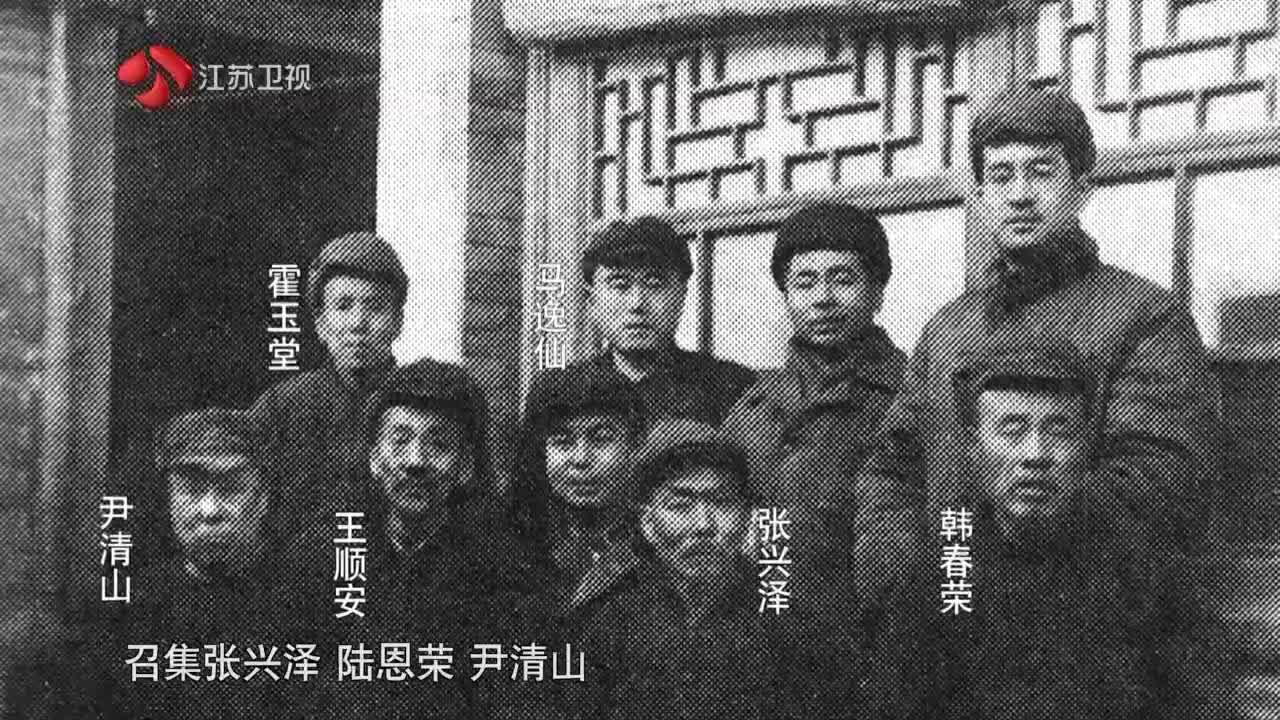 江苏卫视
霍玉堂
马逸仙
尹清山
王顺安
张兴泽
韩春荣
召集张兴泽 陆恩荣 尹清山